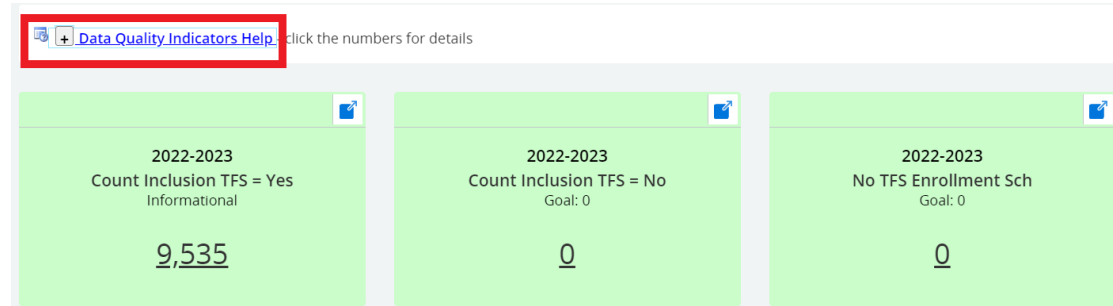 + Data Quality Indicators Help click the numbers for details
2022-2023
Count Inclusion TFS = Yes
Informational
9,535
2022-2023
Count Inclusion TFS = No
Goal: 0
0
2022-2023
No TFS Enrollment Sch
Goal: 0
0